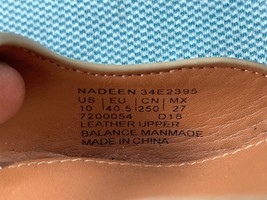 NADEEN 34E2395
US | EU | CN | MX
10 | 40.5 | 250 | 27
7200054 D1S
LEATHER UPPER
BALANCE MANMADE
MADE IN CHINA